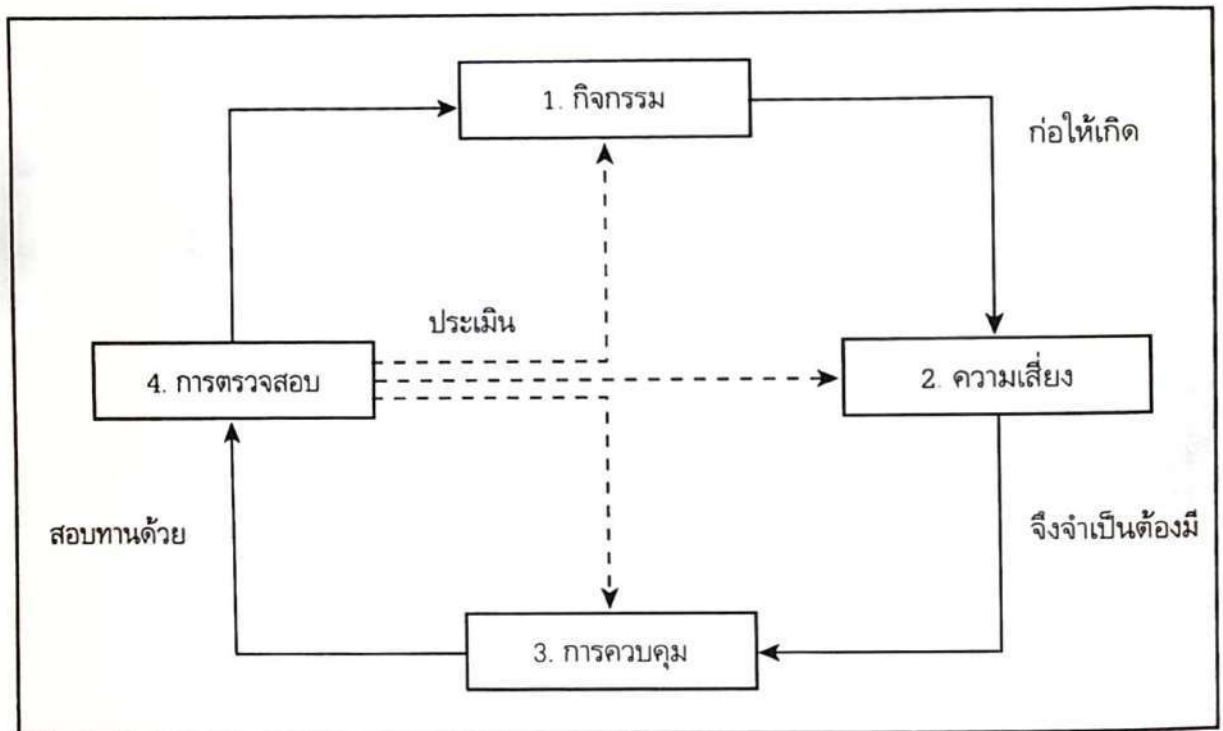 1. กิจกรรม
ก่อให้เกิด
ประเมิน
4. การตรวจสอบ
2. ความเสี่ยง
สอบทานด้วย
จึงจำเป็นต้องมี
3. การควบคุม